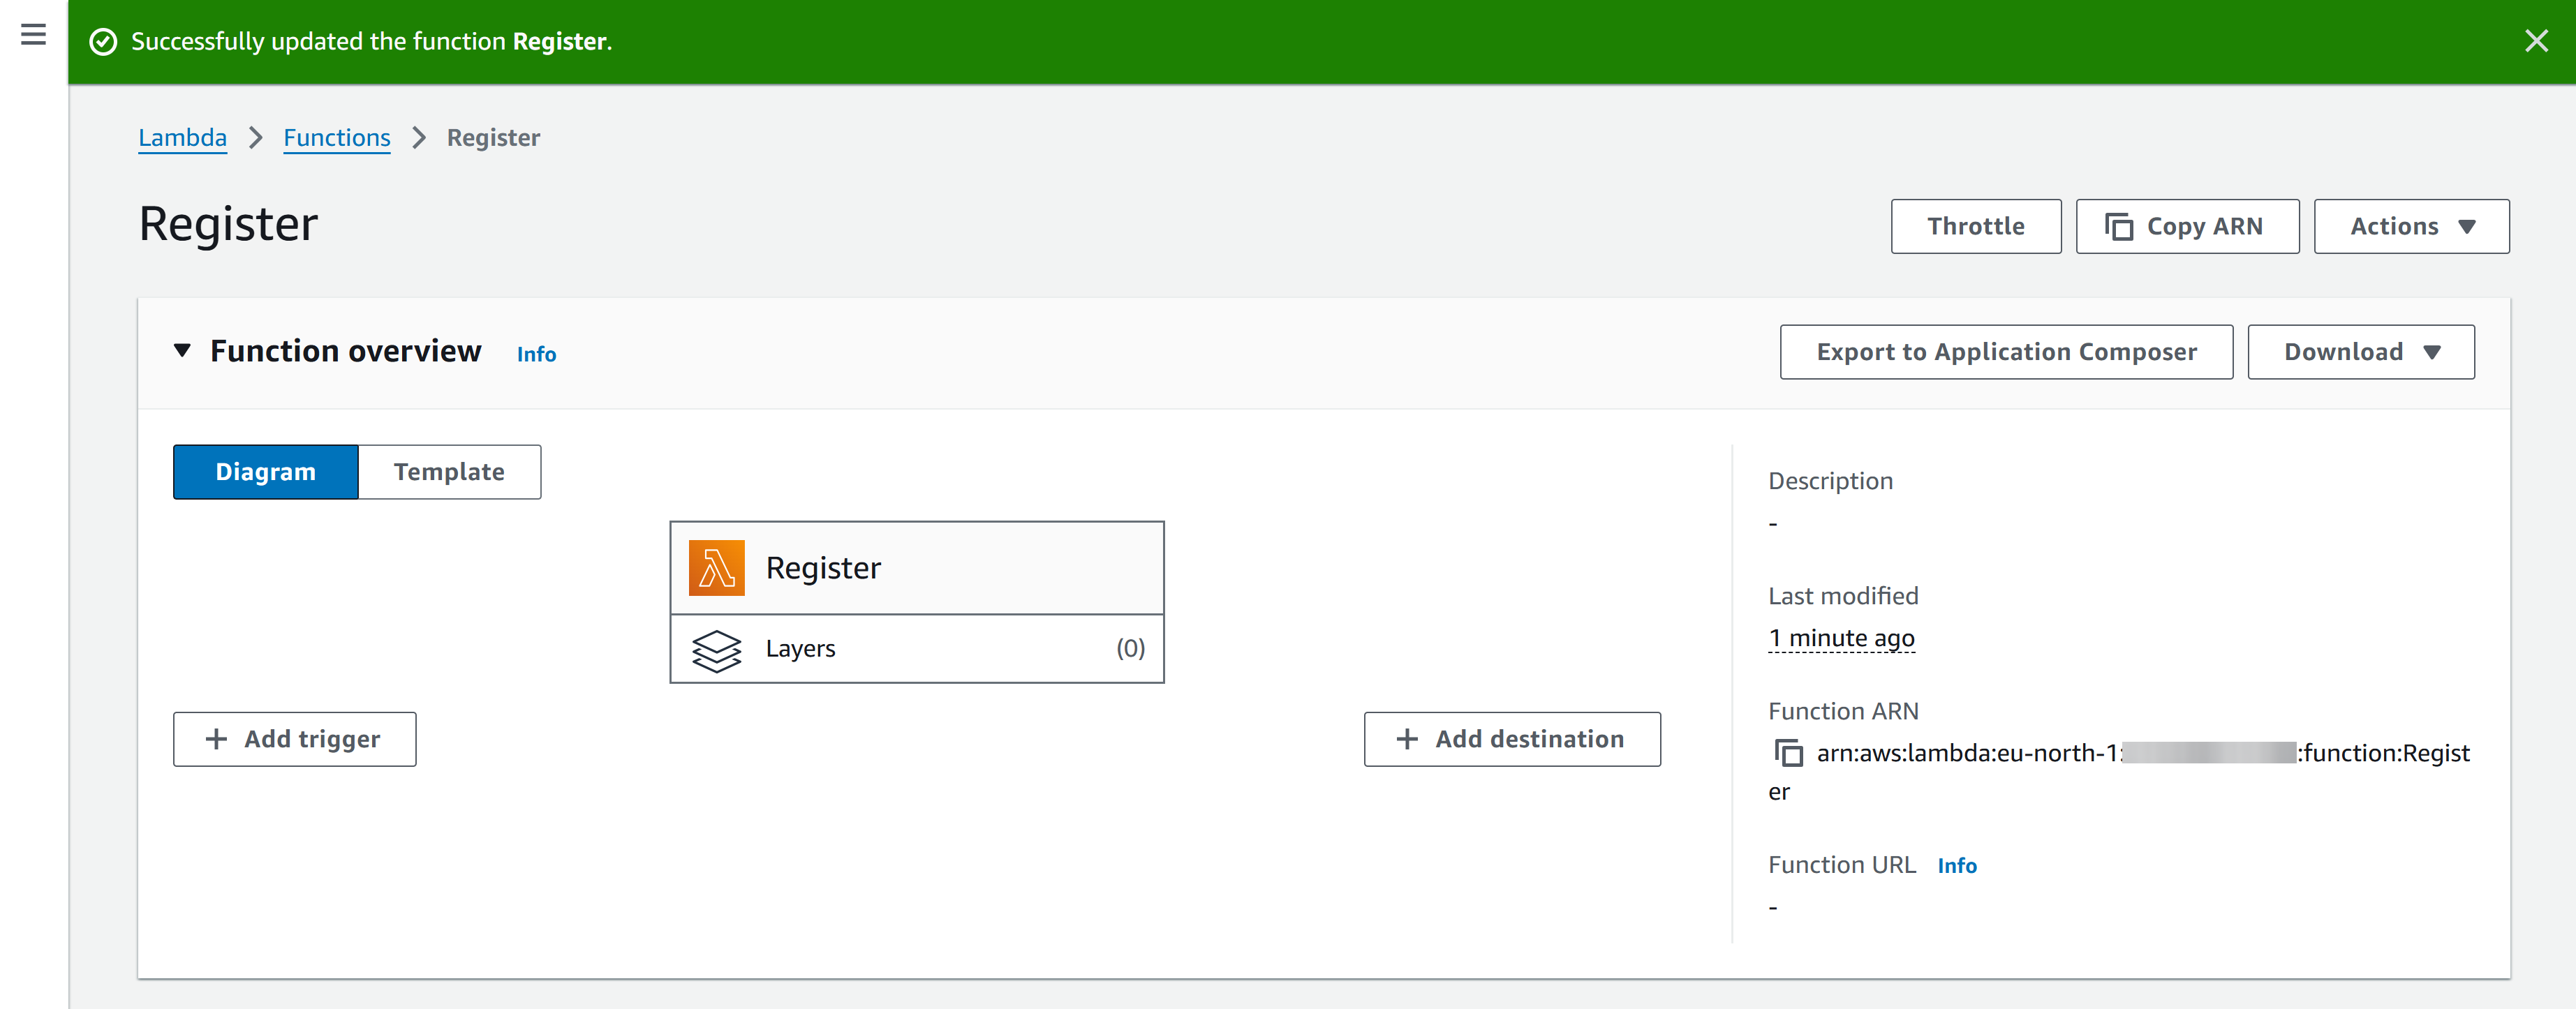 Successfully updated the function Register.
Lambda > Functions > Register
Register
Throttle
Copy ARN
Actions
Function overview Info
Export to Application Composer
Download
Diagram
Template
Register
Layers (0)
+ Add trigger
+ Add destination
Description
-
Last modified
1 minute ago
Function ARN
arn:aws:lambda:eu-north-1: :function:Regist
er
Function URL Info
-